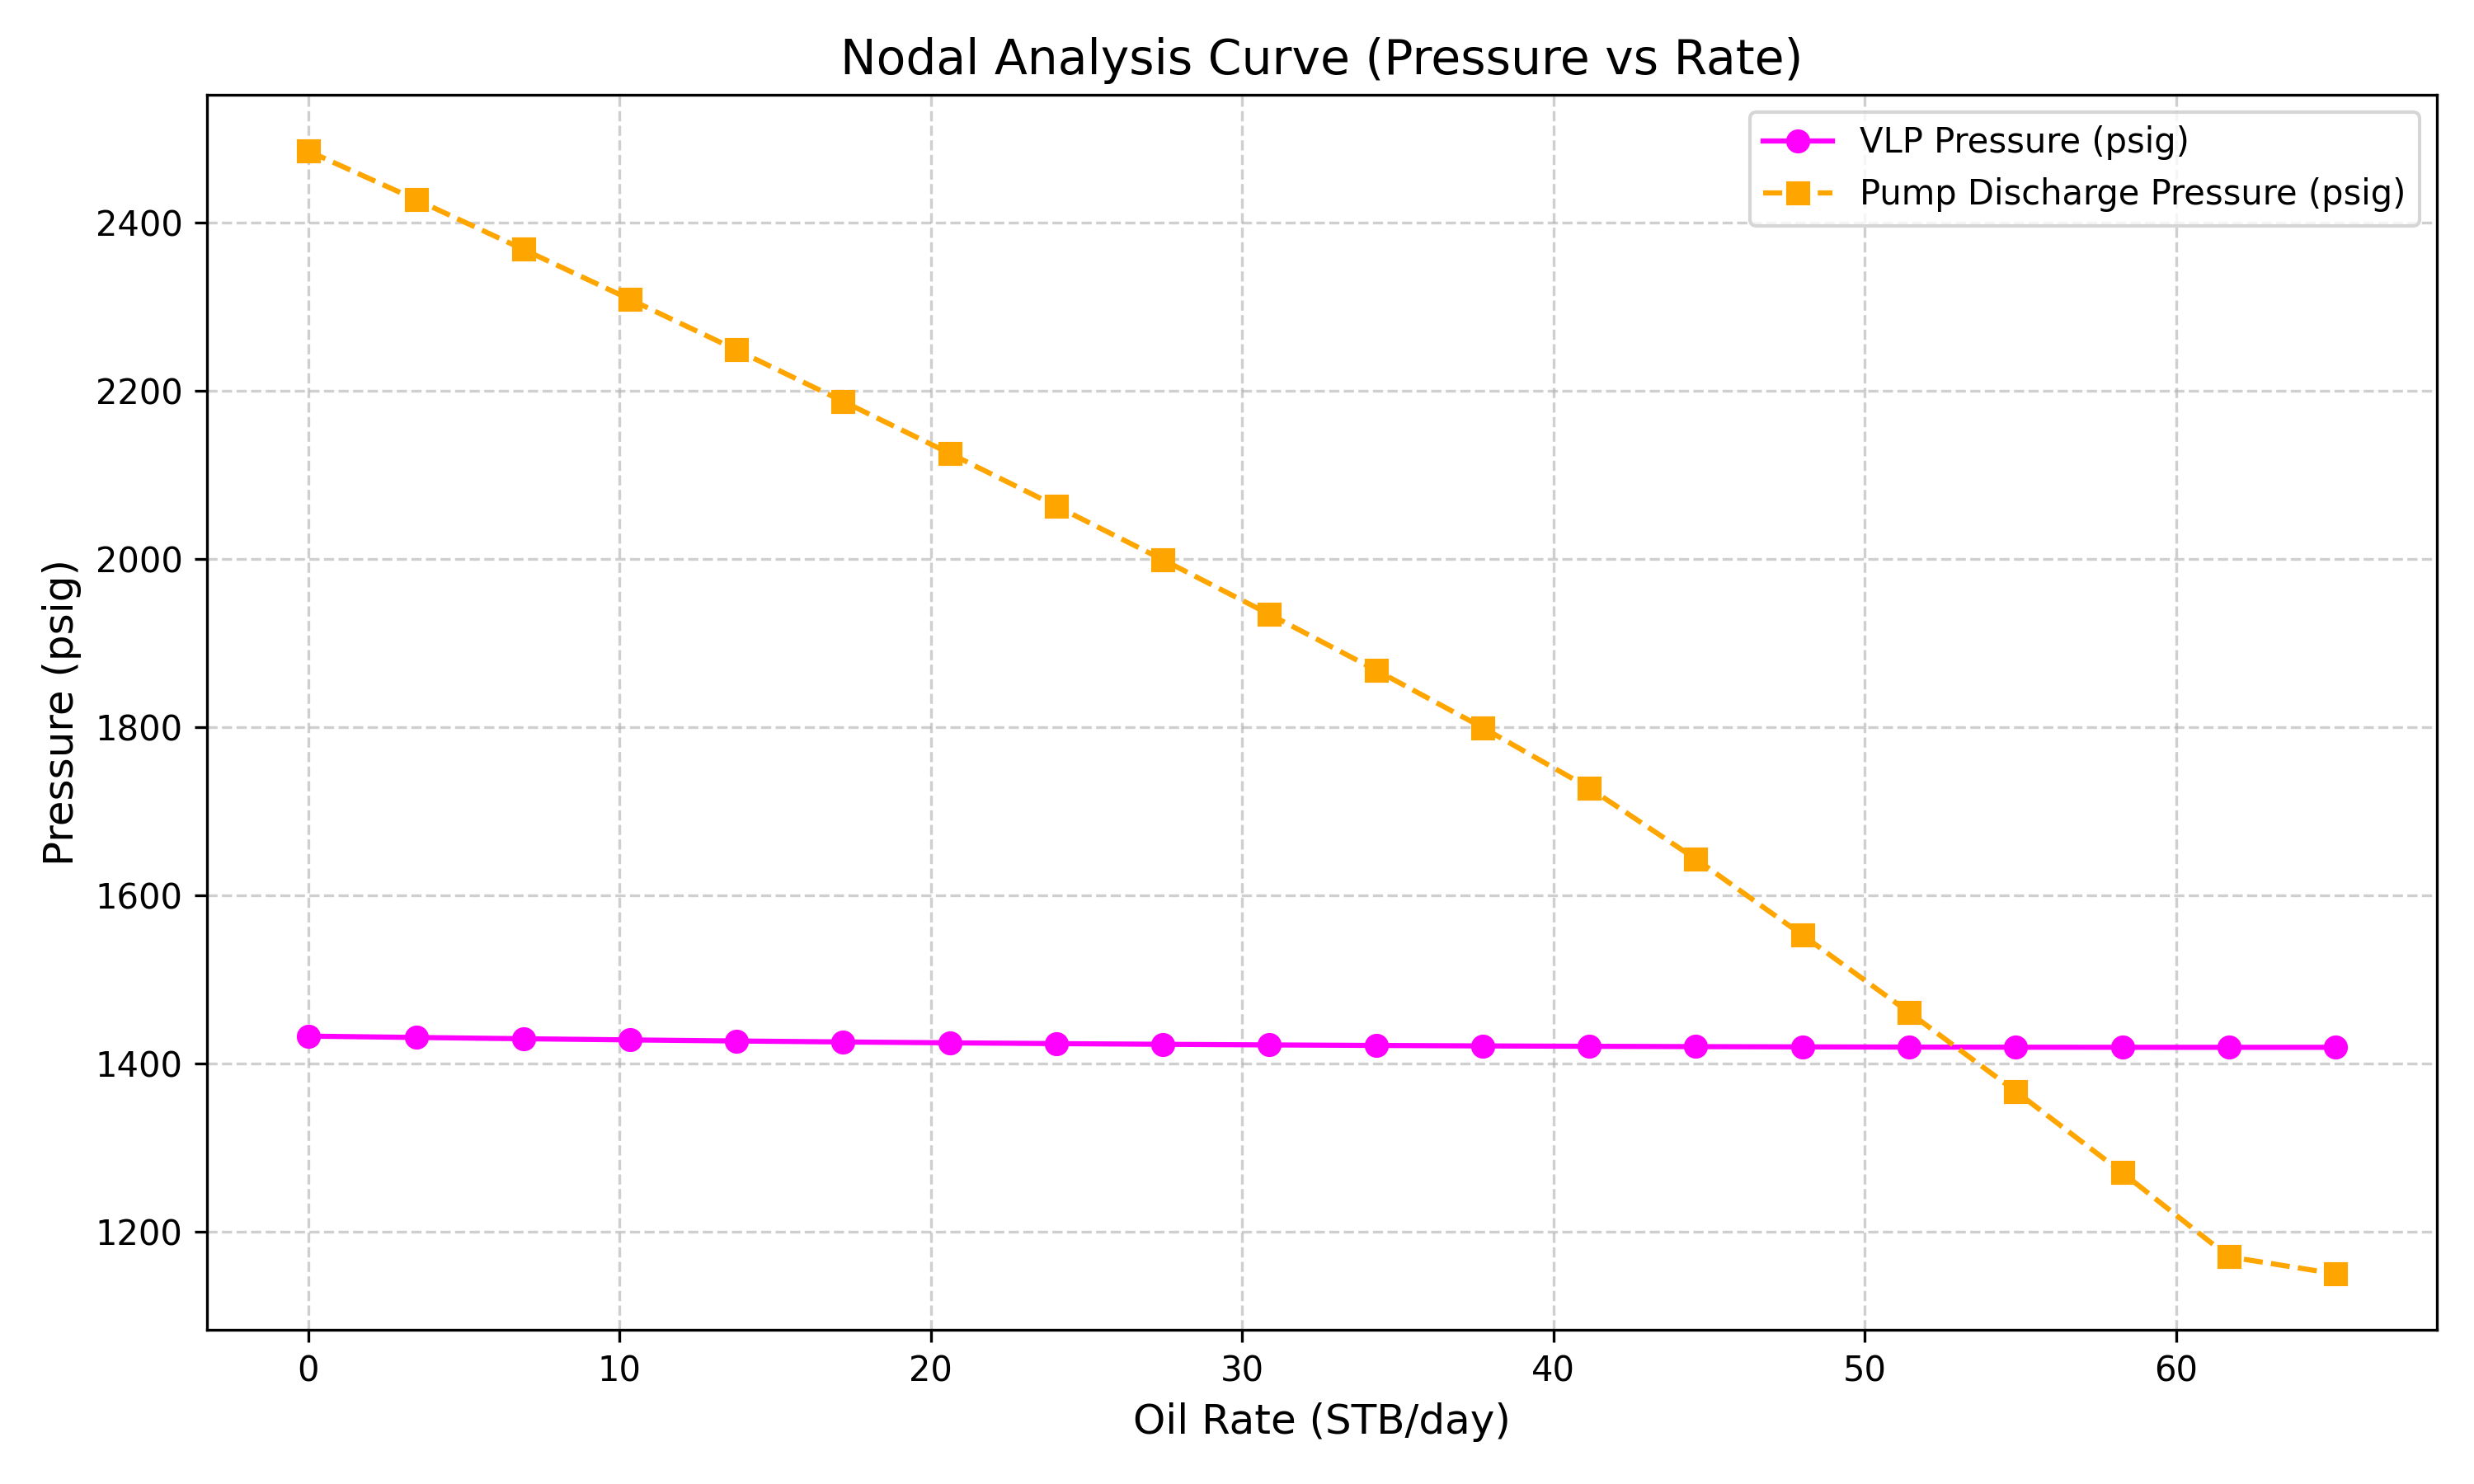 Nodal Analysis Curve (Pressure vs Rate)
VLP Pressure (psig)
Pump Discharge Pressure (psig)
Pressure (psig)
2400
2200
2000
1800
1600
1400
1200
0 10 20 30 40 50 60
Oil Rate (STB/day)